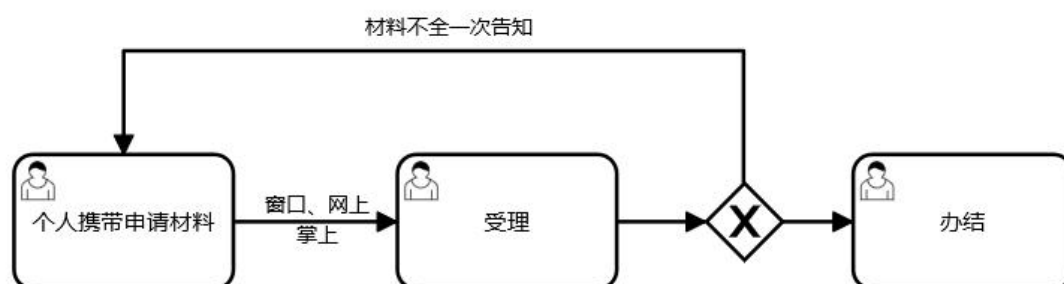 材料不全一次告知
个人携带申请材料
窗口、网上
掌上
受理
X
办结